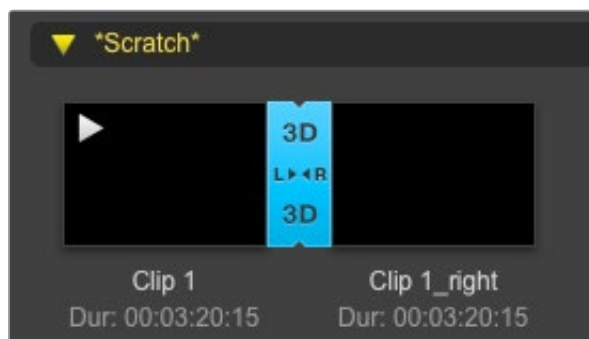 *Scratch*
3D
L R
3D
Clip 1 Clip 1_right
Dur: 00:03:20:15 Dur: 00:03:20:15